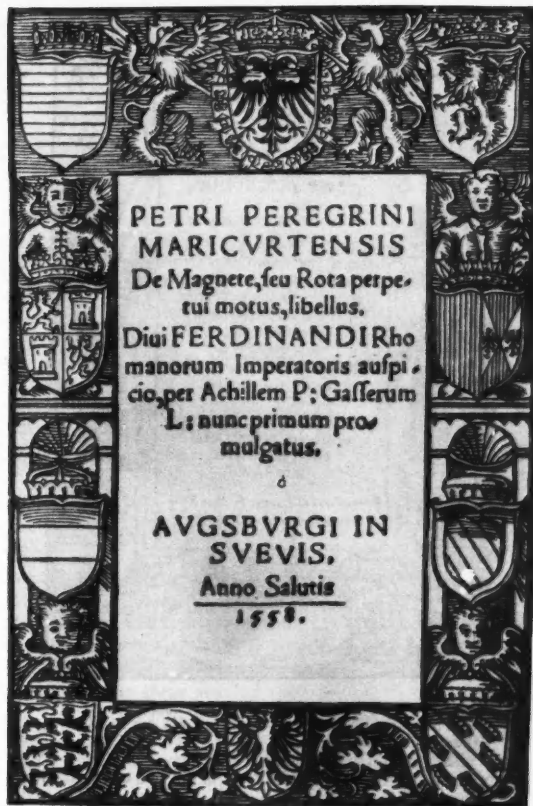 PETRI PEREGRINI
MARICVRTENSIS
De Magnete, ſeu Rota perpe-
tui motus, libellus.
Diui FERDINANDI Rho
manorum Imperatoris auſpi-
cio, per Achillem P: Gaſſerum
L: nunc primum pro-
mulgatus.
AVGSBVRGI IN
SVEVIS.
Anno Salutis
1558.